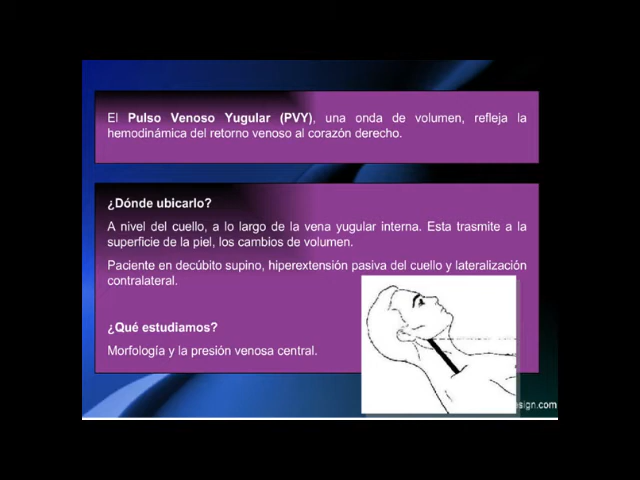 El Pulso Venoso Yugular (PVY), una onda de volumen, refleja la
hemodinámica del retorno venoso al corazón derecho.
¿Dónde ubicarlo?
A nivel del cuello, a lo largo de la vena yugular interna. Esta trasmite a la
superficie de la piel, los cambios de volumen.
Paciente en decúbito supino, hiperextensión pasiva del cuello y lateralización
contralateral.
¿Qué estudiamos?
Morfología y la presión venosa central.
sign.com